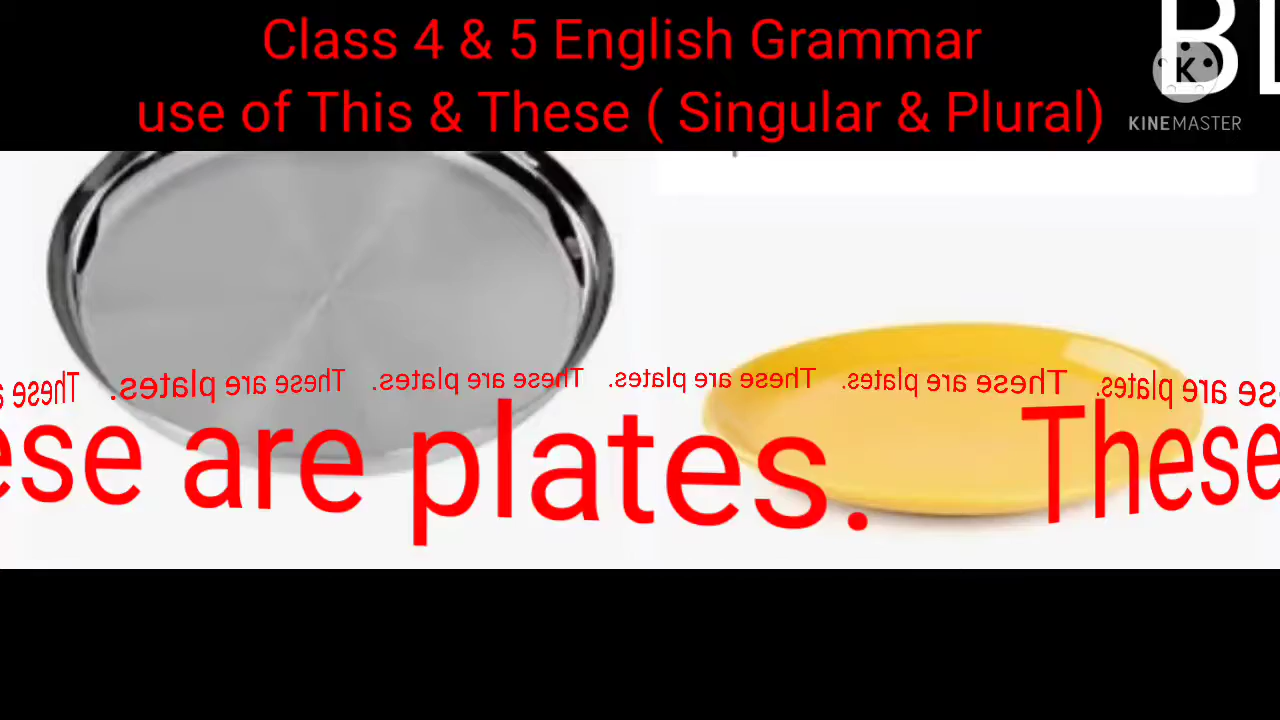 Class 4 & 5 English Grammar
use of This & These ( Singular & Plural)
K
KINEMASTER
These are plates. These are plates. These are plates. These are plates. These are plates.
are plates. These